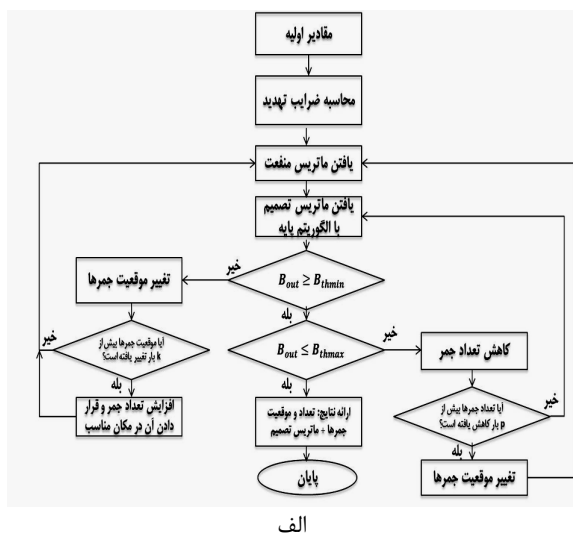 مقادیر اولیه
محاسبه ضرایب تهدید
یافتن ماتریس منفعت
یافتن ماتریس تصمیم
با الگوریتم پایه
B_out ≥ B_thmin
خیر
بله
تغییر موقعیت جمرها
آیا موقعیت جمرها بیش از
k بار تغییر یافته است؟
خیر
بله
افزایش تعداد جمر و قرار
دادن آن در مکان مناسب
B_out ≤ B_thmax
خیر
بله
کاهش تعداد جمر
آیا تعداد جمرها بیش از
p بار کاهش یافته است؟
خیر
بله
تغییر موقعیت جمرها
ارائه نتایج: تعداد و موقعیت
جمرها + ماتریس تصمیم
پایان
الف